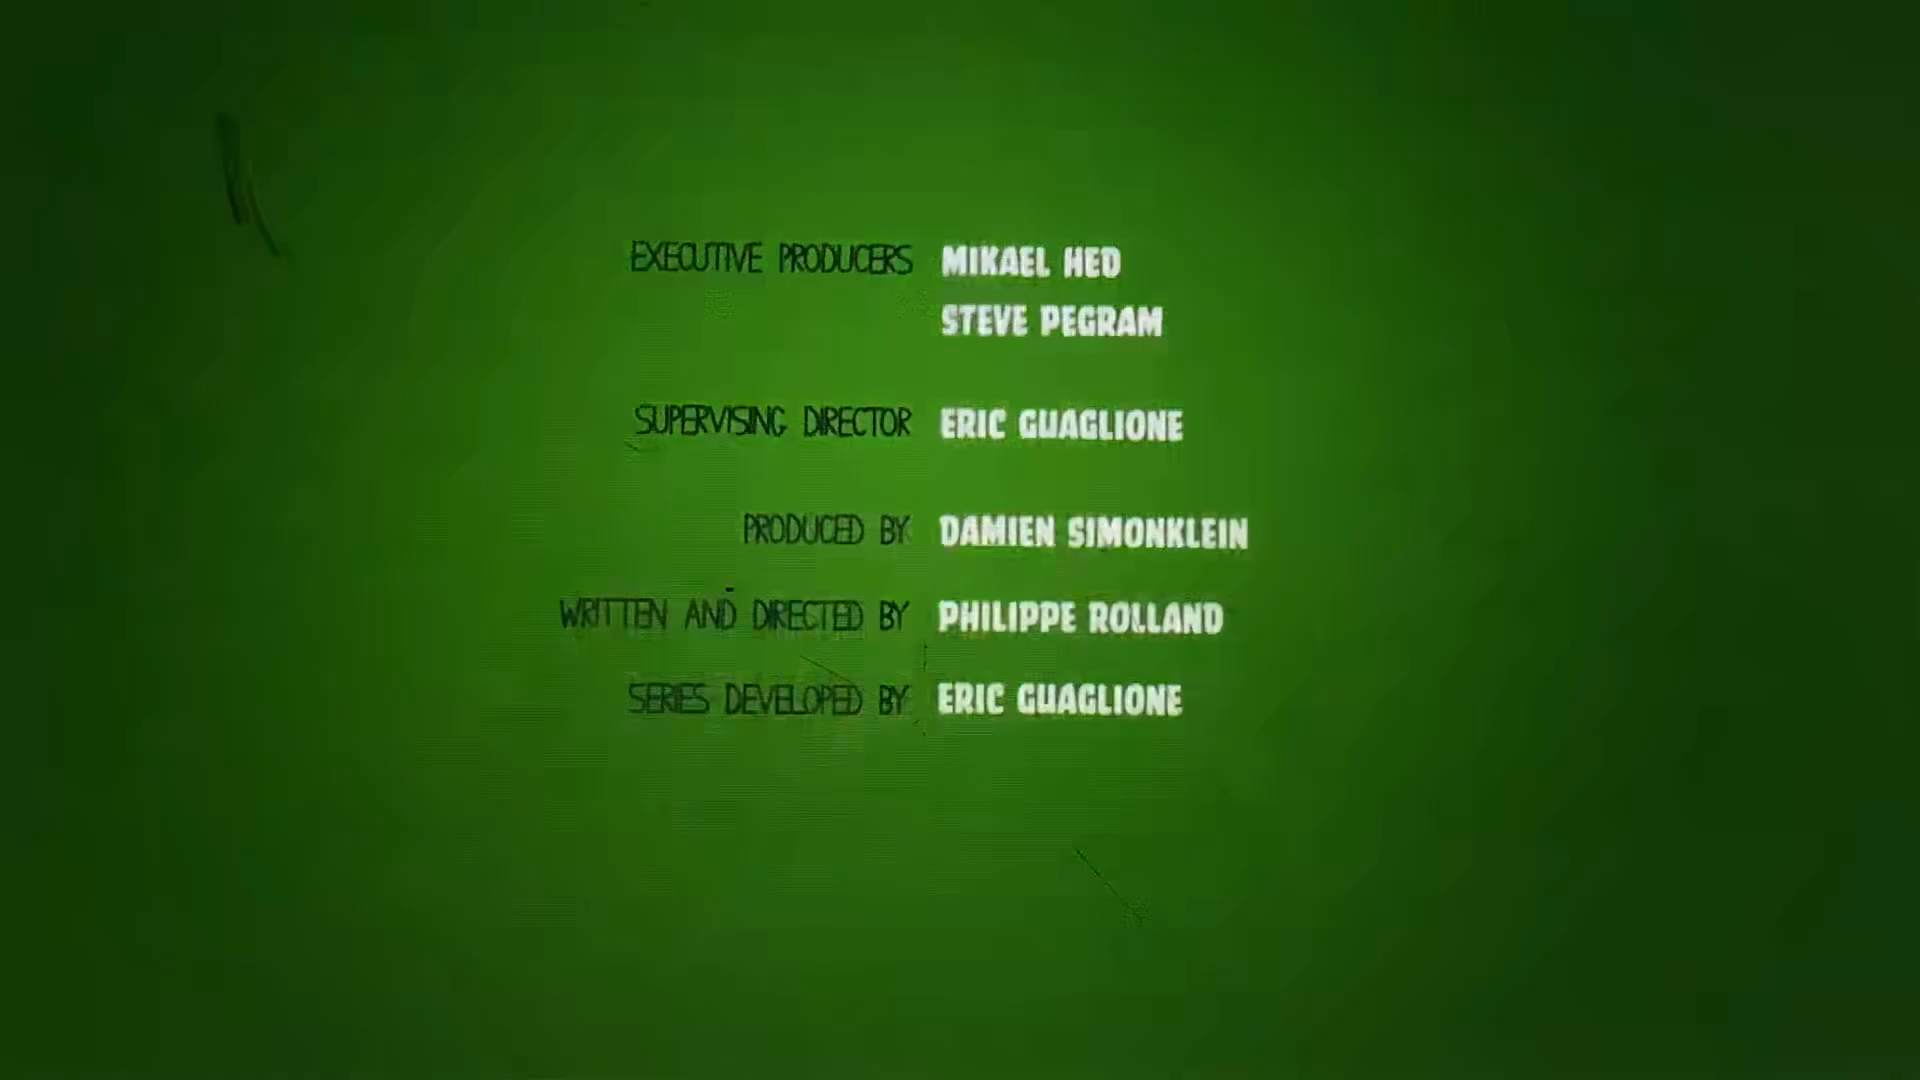 EXECUTIVE PRODUCERS MIKAEL HED
STEVE PEGRAM
SUPERVISING DIRECTOR ERIC GUAGLIONE
PRODUCED BY DAMIEN SIMONKLEIN
WRITTEN AND DIRECTED BY PHILIPPE ROLLAND
SERIES DEVELOPED BY ERIC GUAGLIONE